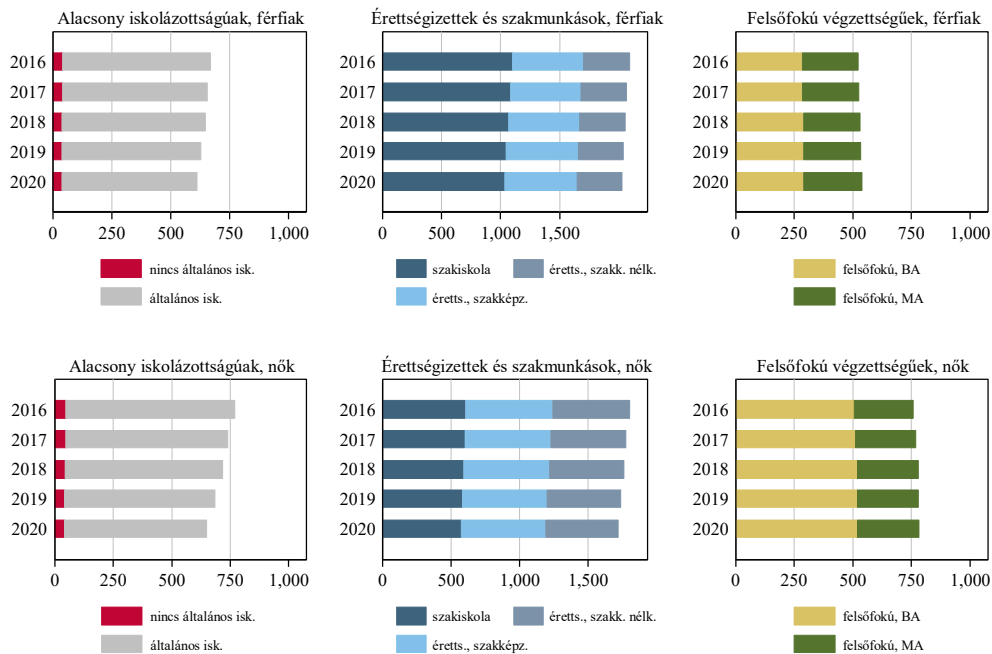 Alacsony iskolázottságúak, férfiak
2016
2017
2018
2019
2020
0 250 500 750 1,000
nincs általános isk.
általános isk.
Érettségizettek és szakmunkások, férfiak
2016
2017
2018
2019
2020
0 500 1,000 1,500
szakiskola éretts., szakk. nélk.
éretts., szakképz.
Felsőfokú végzettségűek, férfiak
2016
2017
2018
2019
2020
0 250 500 750 1,000
felsőfokú, BA
felsőfokú, MA
Alacsony iskolázottságúak, nők
2016
2017
2018
2019
2020
0 250 500 750 1,000
nincs általános isk.
általános isk.
Érettségizettek és szakmunkások, nők
2016
2017
2018
2019
2020
0 500 1,000 1,500
szakiskola éretts., szakk. nélk.
éretts., szakképz.
Felsőfokú végzettségűek, nők
2016
2017
2018
2019
2020
0 250 500 750 1,000
felsőfokú, BA
felsőfokú, MA